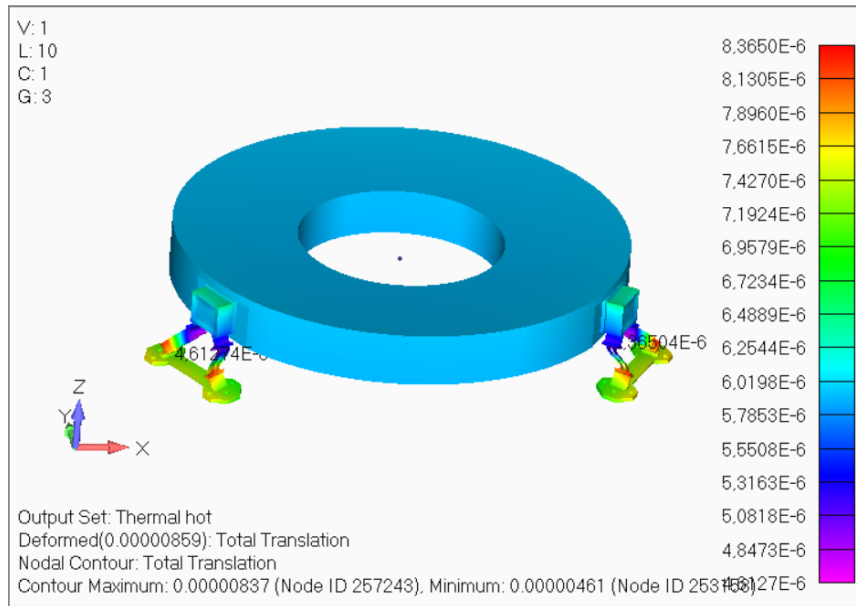 V: 1
L: 10
C: 1
G: 3
8,3650E-6
8,1305E-6
7,8960E-6
7,6615E-6
7,4270E-6
7,1924E-6
6,9579E-6
6,7234E-6
6,4889E-6
6,2544E-6
6,0198E-6
5,7853E-6
5,5508E-6
5,3163E-6
5,0818E-6
4,8473E-6
Z
Y
X
Output Set: Thermal hot
Deformed(0.00000859): Total Translation
Nodal Contour: Total Translation
Contour Maximum: 0.00000837 (Node ID 257243), Minimum: 0.00000461 (Node ID